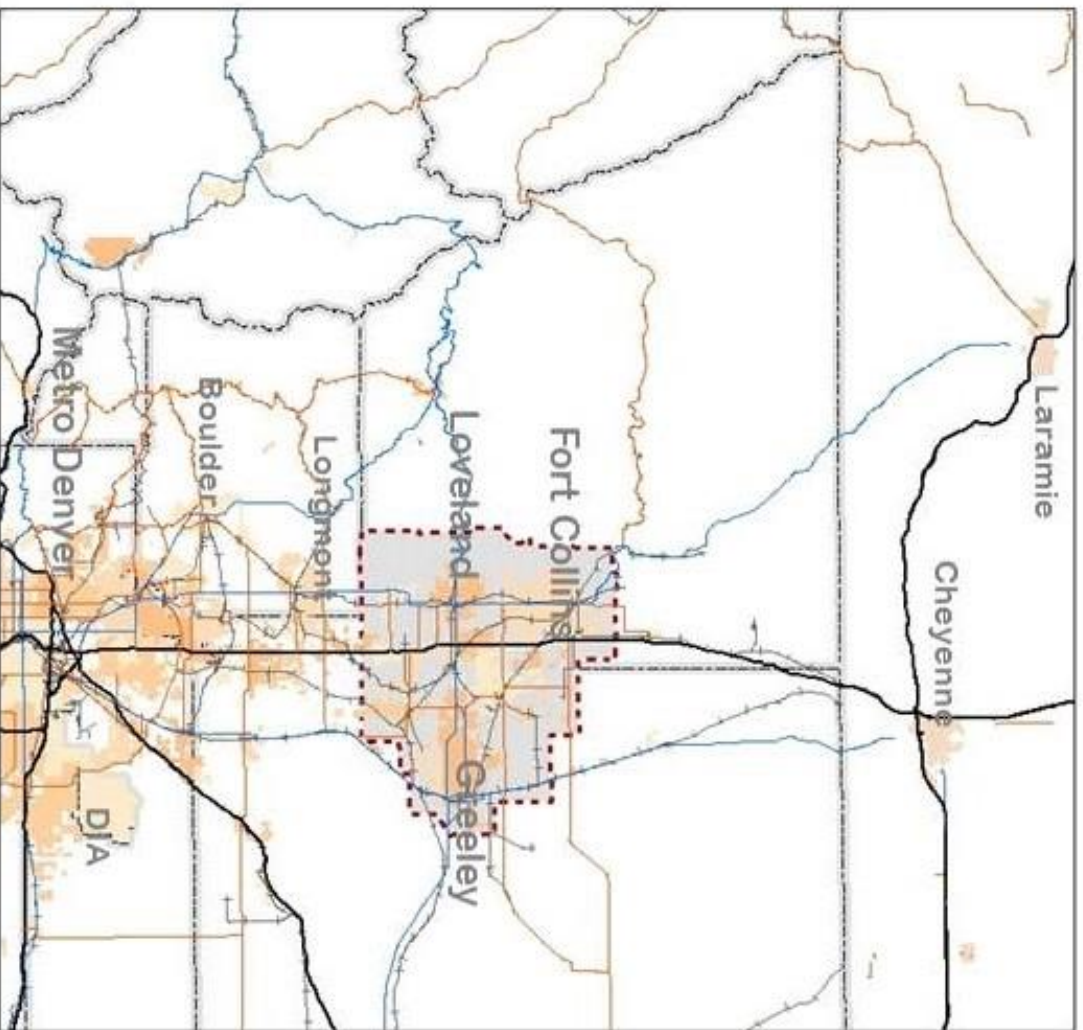 Laramie
Cheyenne
Fort Collins
Loveland
Greeley
Longmont
Boulder
Metro Denver
DIA